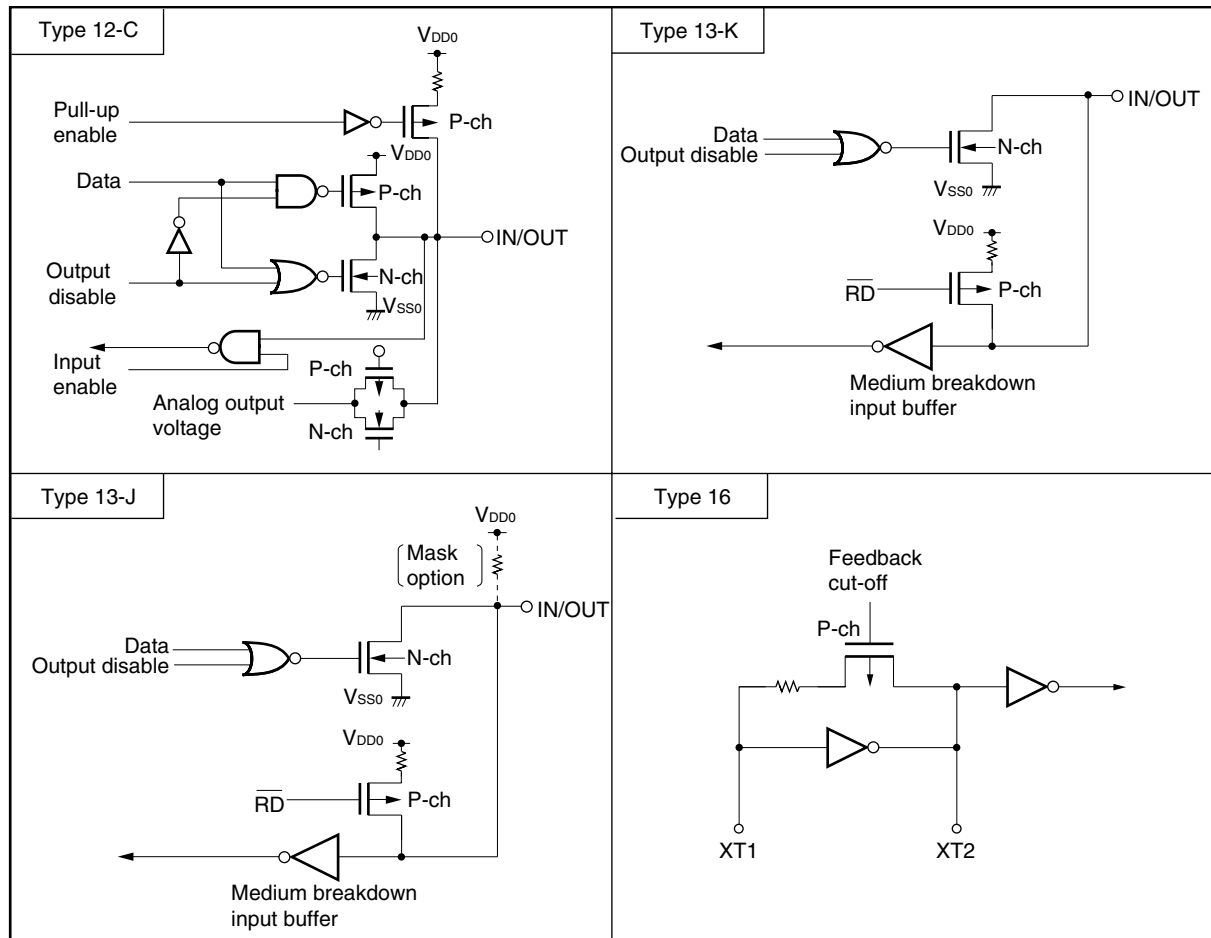 Type 12-C
VDD0
Pull-up
enable
P-ch
VDD0
Data
P-ch
IN/OUT
Output
disable
N-ch
VSS0
Input
enable
P-ch
Analog output
voltage
N-ch
Type 13-K
IN/OUT
Data
Output disable
N-ch
VSS0
VDD0
RD
P-ch
Medium breakdown
input buffer
Type 13-J
VDD0
Mask
option
IN/OUT
Data
Output disable
N-ch
VSS0
VDD0
RD
P-ch
Medium breakdown
input buffer
Type 16
Feedback
cut-off
P-ch
XT1
XT2